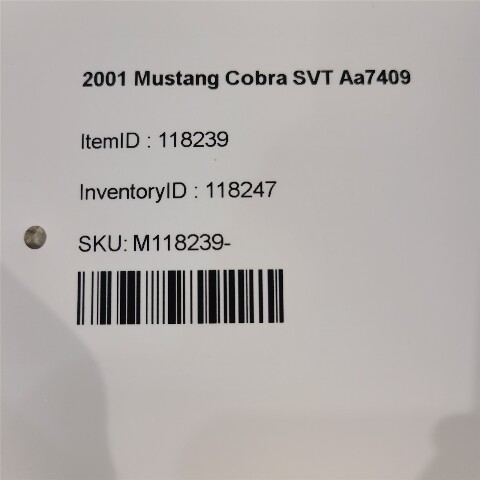 2001 Mustang Cobra SVT Aa7409
ItemID : 118239
InventoryID : 118247
SKU: M118239-